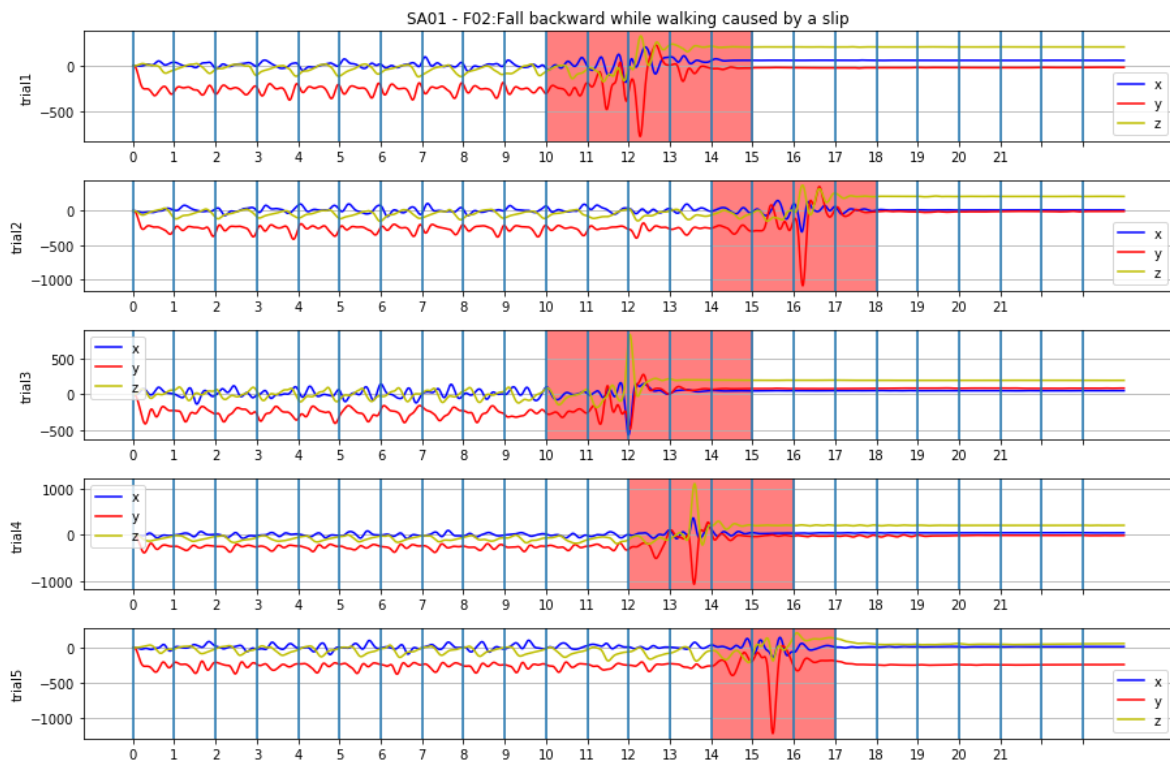 SA01 - F02:Fall backward while walking caused by a slip
trial1
0
-500
x
y
z
0 1 2 3 4 5 6 7 8 9 10 11 12 13 14 15 16 17 18 19 20 21
trial2
0
-500
-1000
x
y
z
0 1 2 3 4 5 6 7 8 9 10 11 12 13 14 15 16 17 18 19 20 21
trial3
500
0
-500
x
y
z
0 1 2 3 4 5 6 7 8 9 10 11 12 13 14 15 16 17 18 19 20 21
trial4
1000
0
-1000
x
y
z
0 1 2 3 4 5 6 7 8 9 10 11 12 13 14 15 16 17 18 19 20 21
trial5
0
-500
-1000
x
y
z
0 1 2 3 4 5 6 7 8 9 10 11 12 13 14 15 16 17 18 19 20 21